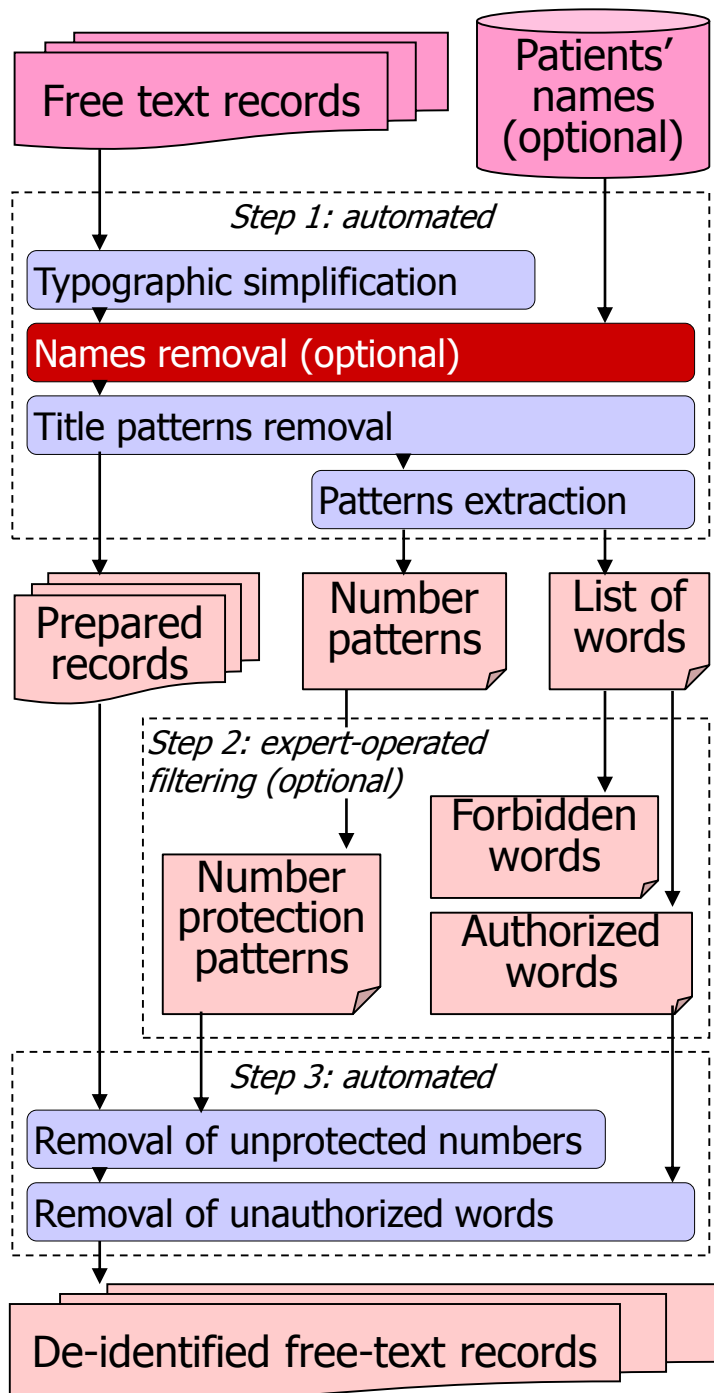 Free text records
Patients’
names
(optional)
Step 1: automated
Typographic simplification
Names removal (optional)
Title patterns removal
Patterns extraction
Prepared
records
Number
patterns
List of
words
Step 2: expert-operated
filtering (optional)
Forbidden
words
Number
protection
patterns
Authorized
words
Step 3: automated
Removal of unprotected numbers
Removal of unauthorized words
De-identified free-text records